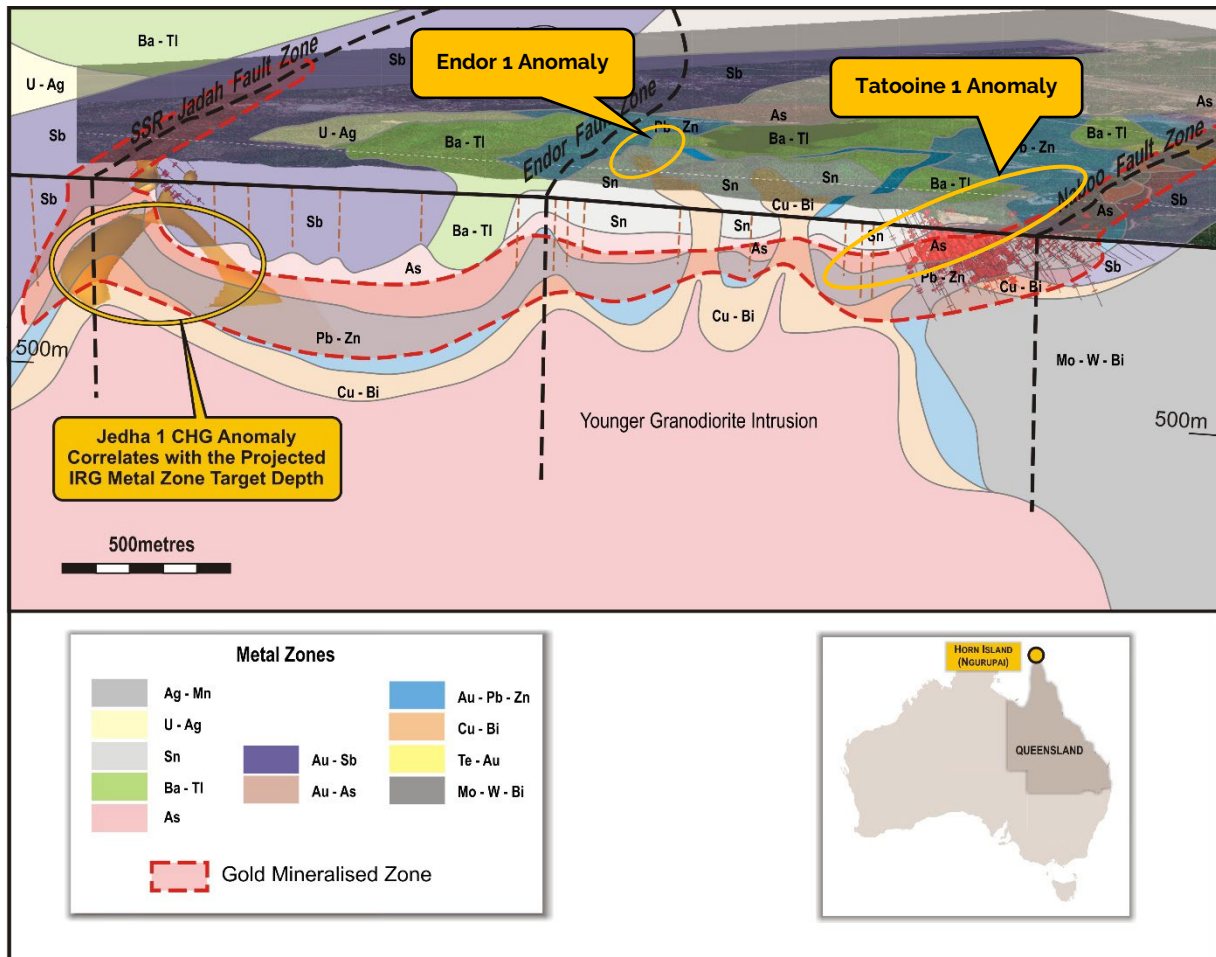 Ba - Tl
Sb
Endor 1 Anomaly
Sb
Tatooine 1 Anomaly
U - Ag
SSR - Jadah Fault Zone
As
Sb
U - Ag
Ba - Tl
Endor Fault Zone
Pb - Zn
Ba - Tl
Pb - Zn
Ba - Tl
Naboo Fault Zone
Sn
Sn
Ba - Tl
As
Sb
Sb
Sb
Ba - Tl
Sn
Cu - Bi
Sn
Sn
As
As
As
Pb - Zn
Cu - Bi
Sb
500m
Pb - Zn
Cu - Bi
Cu - Bi
Mo - W - Bi
Younger Granodiorite Intrusion
500m
Jedha 1 CHG Anomaly
Correlates with the Projected
IRG Metal Zone Target Depth
500metres
Metal Zones
Ag - Mn
U - Ag
Sn
Ba - Tl
As
Au - Sb
Au - As
Au - Pb - Zn
Cu - Bi
Te - Au
Mo - W - Bi
Gold Mineralised Zone
HORN ISLAND
(NGURUPAI)
QUEENSLAND